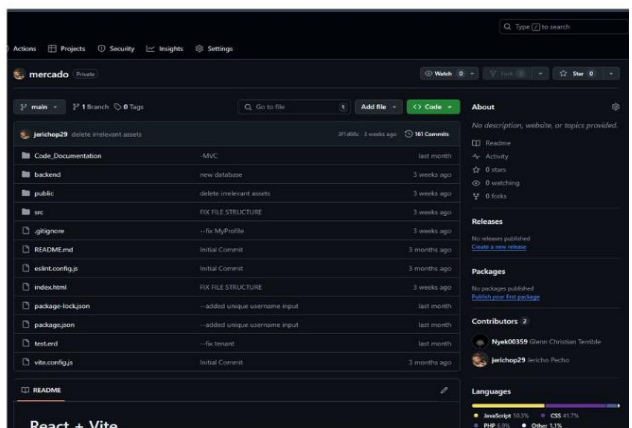 Type / to search
Actions Projects Security Insights Settings
mercado Private
Watch 0 Fork 0 Star 0
main 1 Branch 0 Tags Go to file t Add file Code
About
No description, website, or topics provided.
jerichop29 delete irrelevant assets 3 weeks ago 161 Commits
Code_Documentation -MVC last month
backend new database 3 weeks ago
public delete irrelevant assets 3 weeks ago
src FIX FILE STRUCTURE 3 weeks ago
.gitignore --fix MyProfile 3 weeks ago
README.md Initial Commit 3 months ago
eslint.config.js Initial Commit 3 months ago
index.html FIX FILE STRUCTURE 3 weeks ago
package-lock.json --added unique username input last month
package.json --added unique username input last month
test.erd --fix tenant last month
vite.config.js Initial Commit 3 months ago
README
React + Vite
Readme
Activity
0 stars
0 watching
0 forks
Releases
No releases published
Create a new release
Packages
No packages published
Publish your first package
Contributors 2
Nyek00359 Glenn Christian Terrible
jerichop29 Jericho Pecho
Languages
JavaScript 50.3% CSS 41.7%
PHP 6.9% Other 1.1%